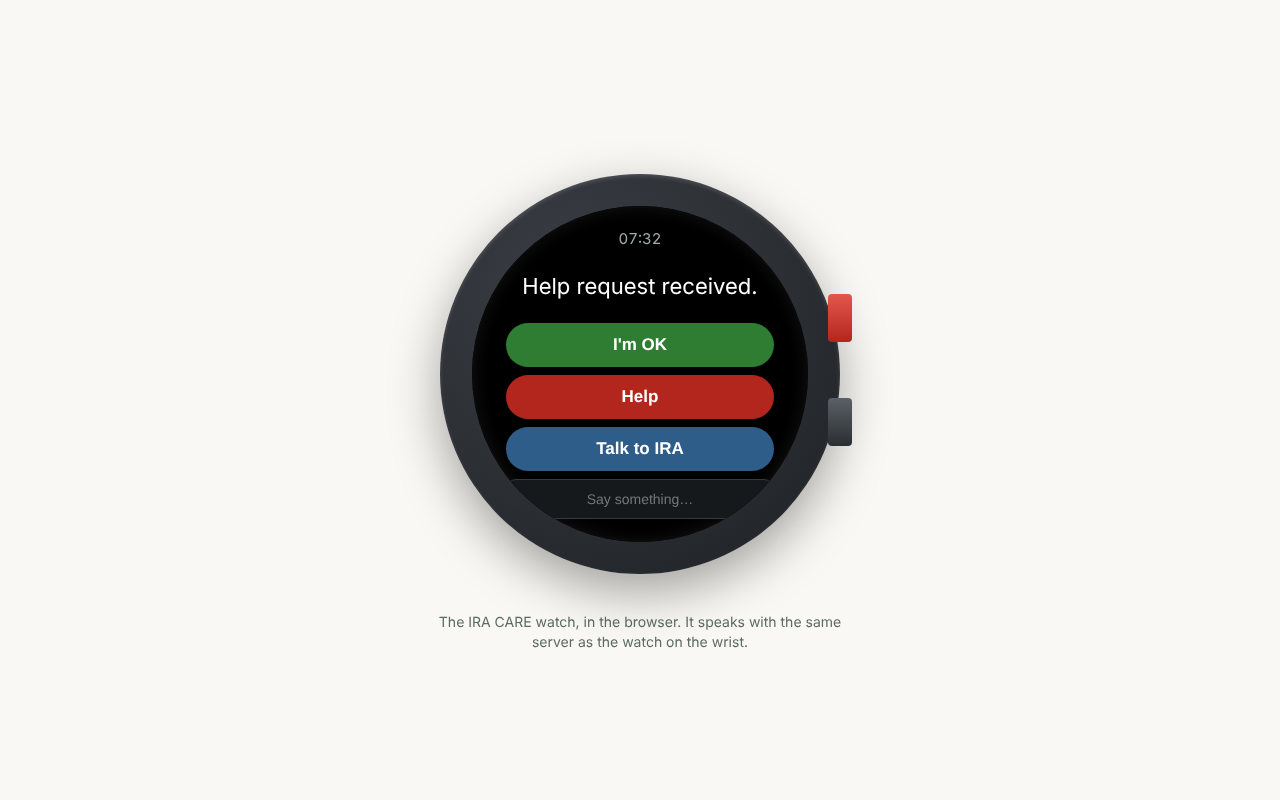 07:32
Help request received.
I'm OK
Help
Talk to IRA
Say something…
The IRA CARE watch, in the browser. It speaks with the same
server as the watch on the wrist.